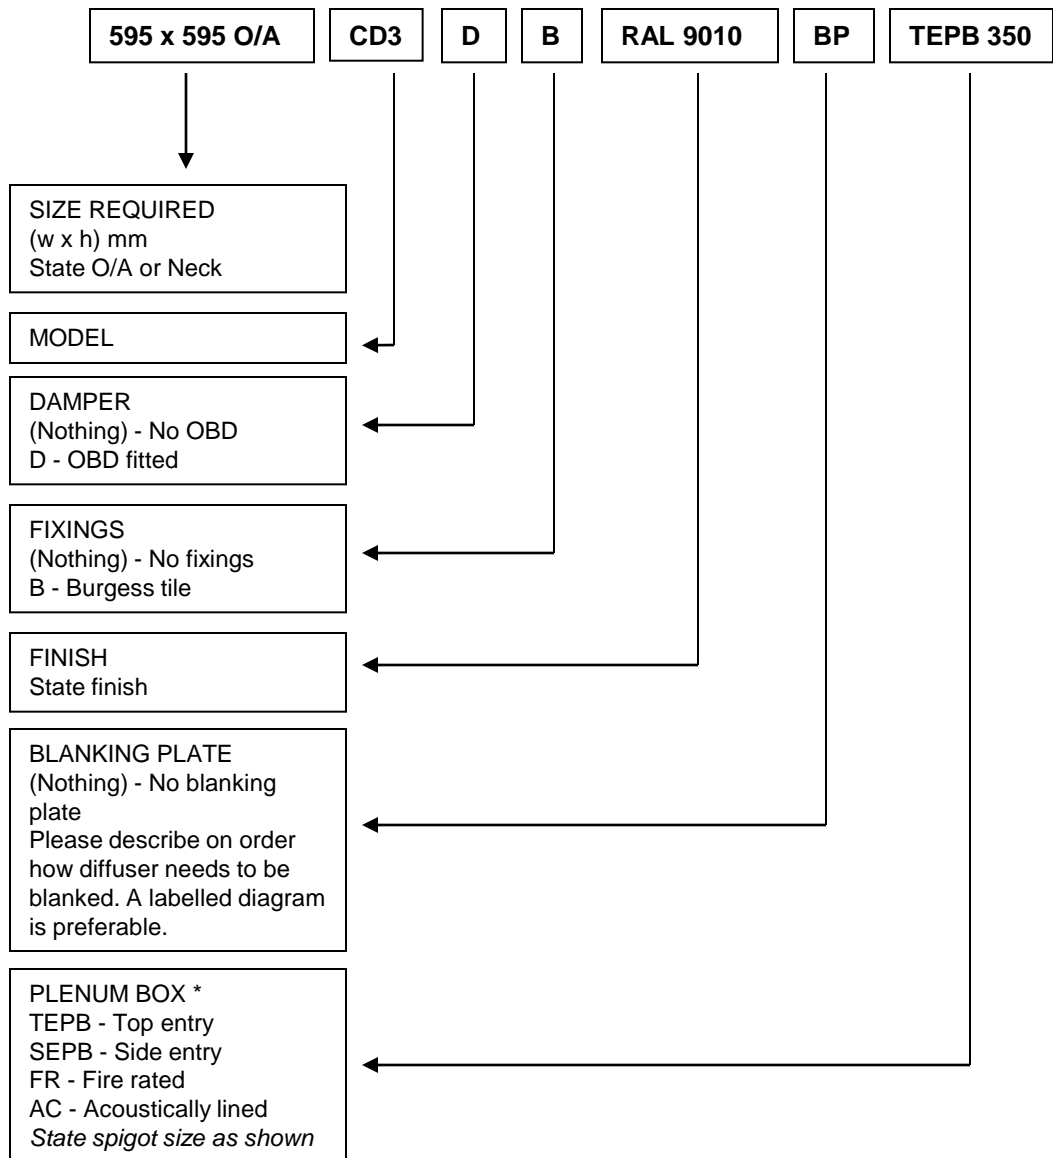 595 x 595 O/A
CD3
D
B
RAL 9010
BP
TEPB 350
SIZE REQUIRED
(w x h) mm
State O/A or Neck
MODEL
DAMPER
(Nothing) - No OBD
D - OBD fitted
FIXINGS
(Nothing) - No fixings
B - Burgess tile
FINISH
State finish
BLANKING PLATE
(Nothing) - No blanking
plate
Please describe on order
how diffuser needs to be
blanked. A labelled diagram
is preferable.
PLENUM BOX *
TEPB - Top entry
SEPB - Side entry
FR - Fire rated
AC - Acoustically lined
State spigot size as shown